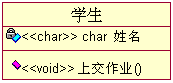 学生
<<char>> char 姓名
<<void>> 上交作业()